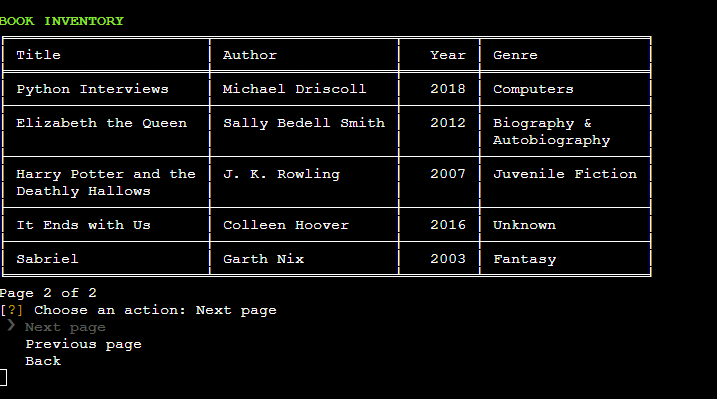 BOOK INVENTORY
Title Author Year Genre
Python Interviews Michael Driscoll 2018 Computers
Elizabeth the Queen Sally Bedell Smith 2012 Biography &
Autobiography
Harry Potter and the J. K. Rowling 2007 Juvenile Fiction
Deathly Hallows
It Ends with Us Colleen Hoover 2016 Unknown
Sabriel Garth Nix 2003 Fantasy
Page 2 of 2
[?] Choose an action: Next page
❯ Next page
Previous page
Back